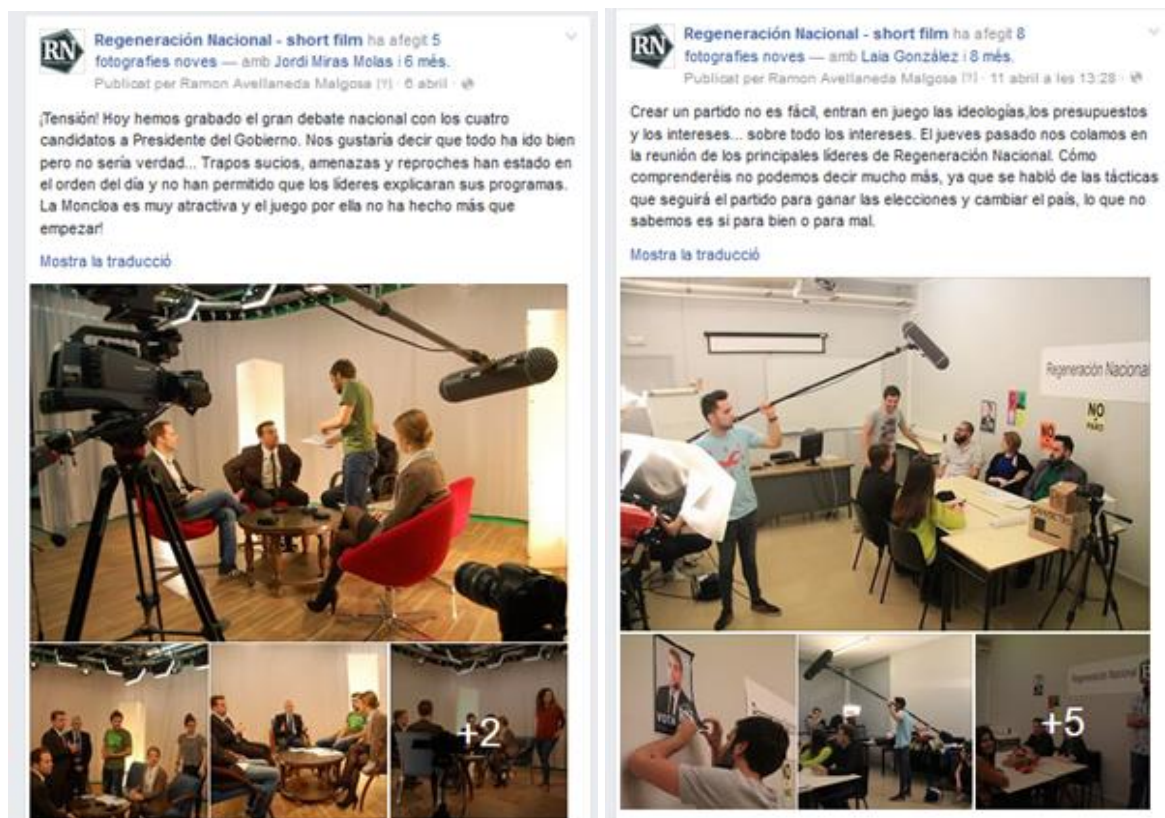 RN
Regeneración Nacional - short film ha afegit 5
fotografies noves — amb Jordi Miras Molas i 6 més.
Publicat per Ramon Avellaneda Malgosa [?] · 6 abril ·
¡Tensión! Hoy hemos grabado el gran debate nacional con los cuatro
candidatos a Presidente del Gobierno. Nos gustaría decir que todo ha ido bien
pero no sería verdad... Trapos sucios, amenazas y reproches han estado en
el orden del día y no han permitido que los líderes explicaran sus programas.
La Moncloa es muy atractiva y el juego por ella no ha hecho más que
empezar!
Mostra la traducció
+2
RN
Regeneración Nacional - short film ha afegit 8
fotografies noves — amb Laia González i 8 més.
Publicat per Ramon Avellaneda Malgosa [?] · 11 abril a les 13:28 ·
Crear un partido no es fácil, entran en juego las ideologías,los presupuestos
y los intereses... sobre todo los intereses. El jueves pasado nos colamos en
la reunión de los principales líderes de Regeneración Nacional. Cómo
comprenderéis no podemos decir mucho más, ya que se habló de las tácticas
que seguirá el partido para ganar las elecciones y cambiar el país, lo que no
sabemos es si para bien o para mal.
Mostra la traducció
Regeneración Nacional
NO
PARO
VOTA
Regeneración Nacional
+5